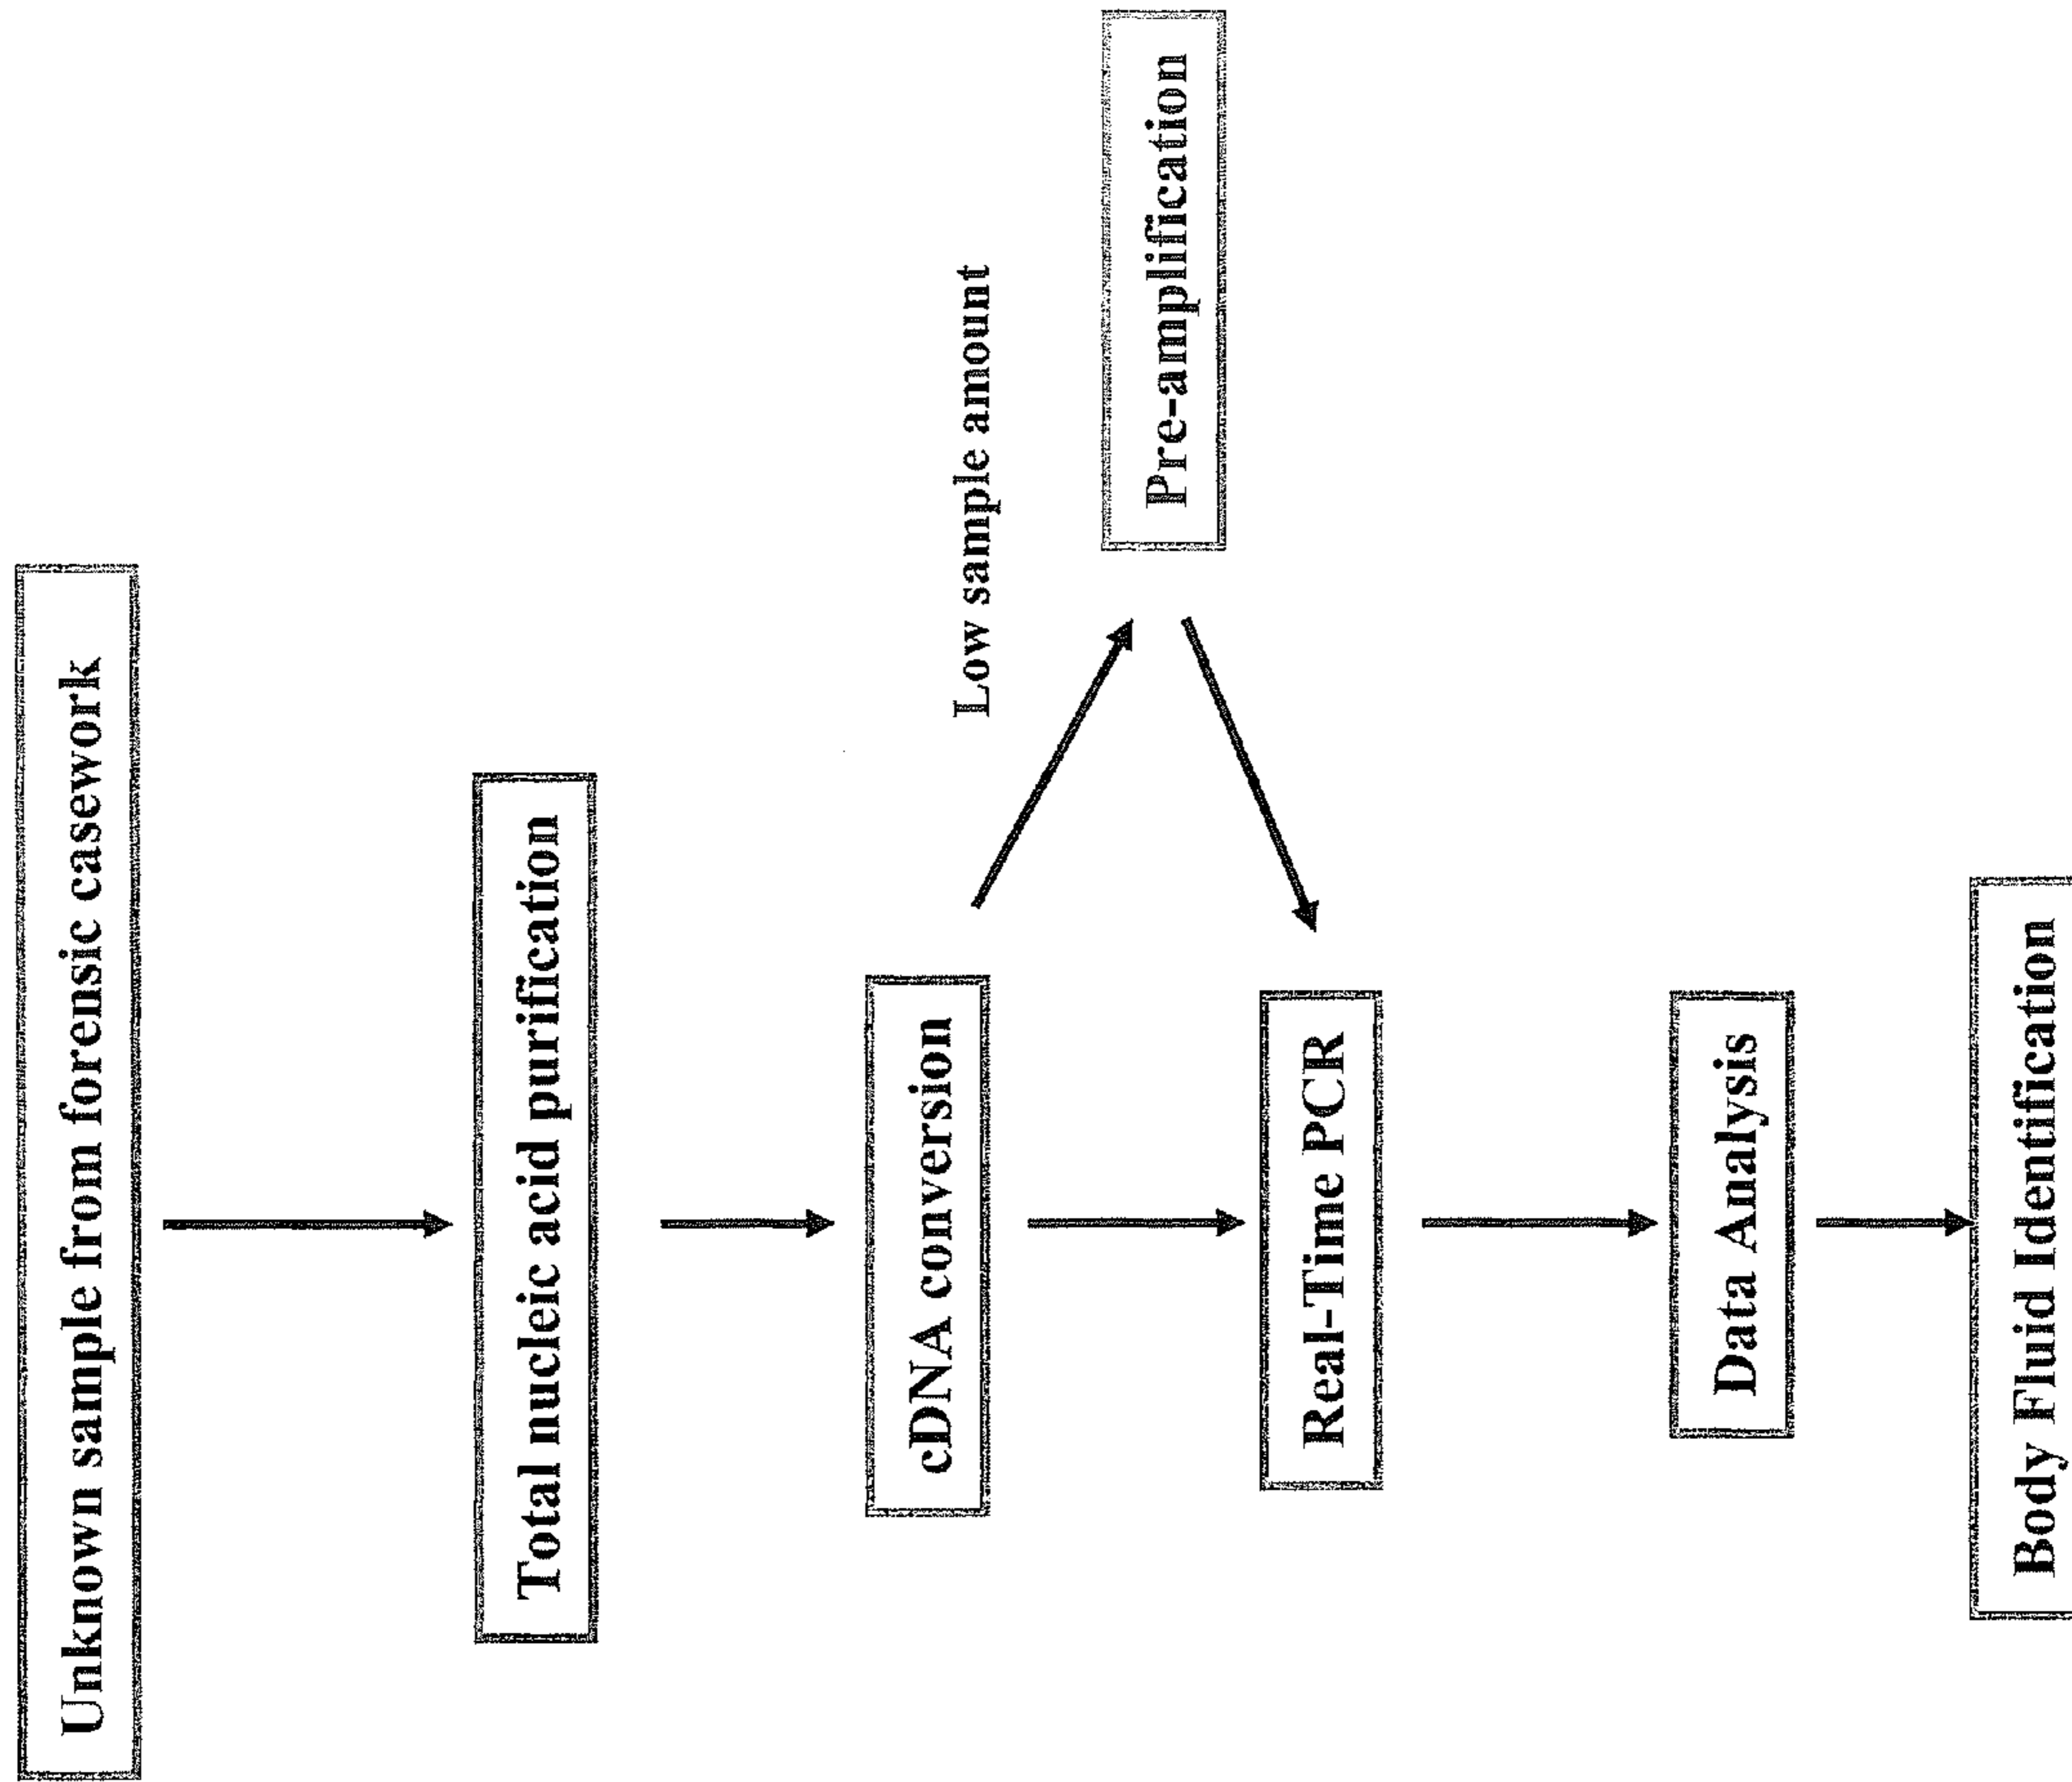 Unknown sample from forensic casework
Total nucleic acid purification
cDNA conversion
Low sample amount
Pre-amplification
Real-Time PCR
Data Analysis
Body Fluid Identification